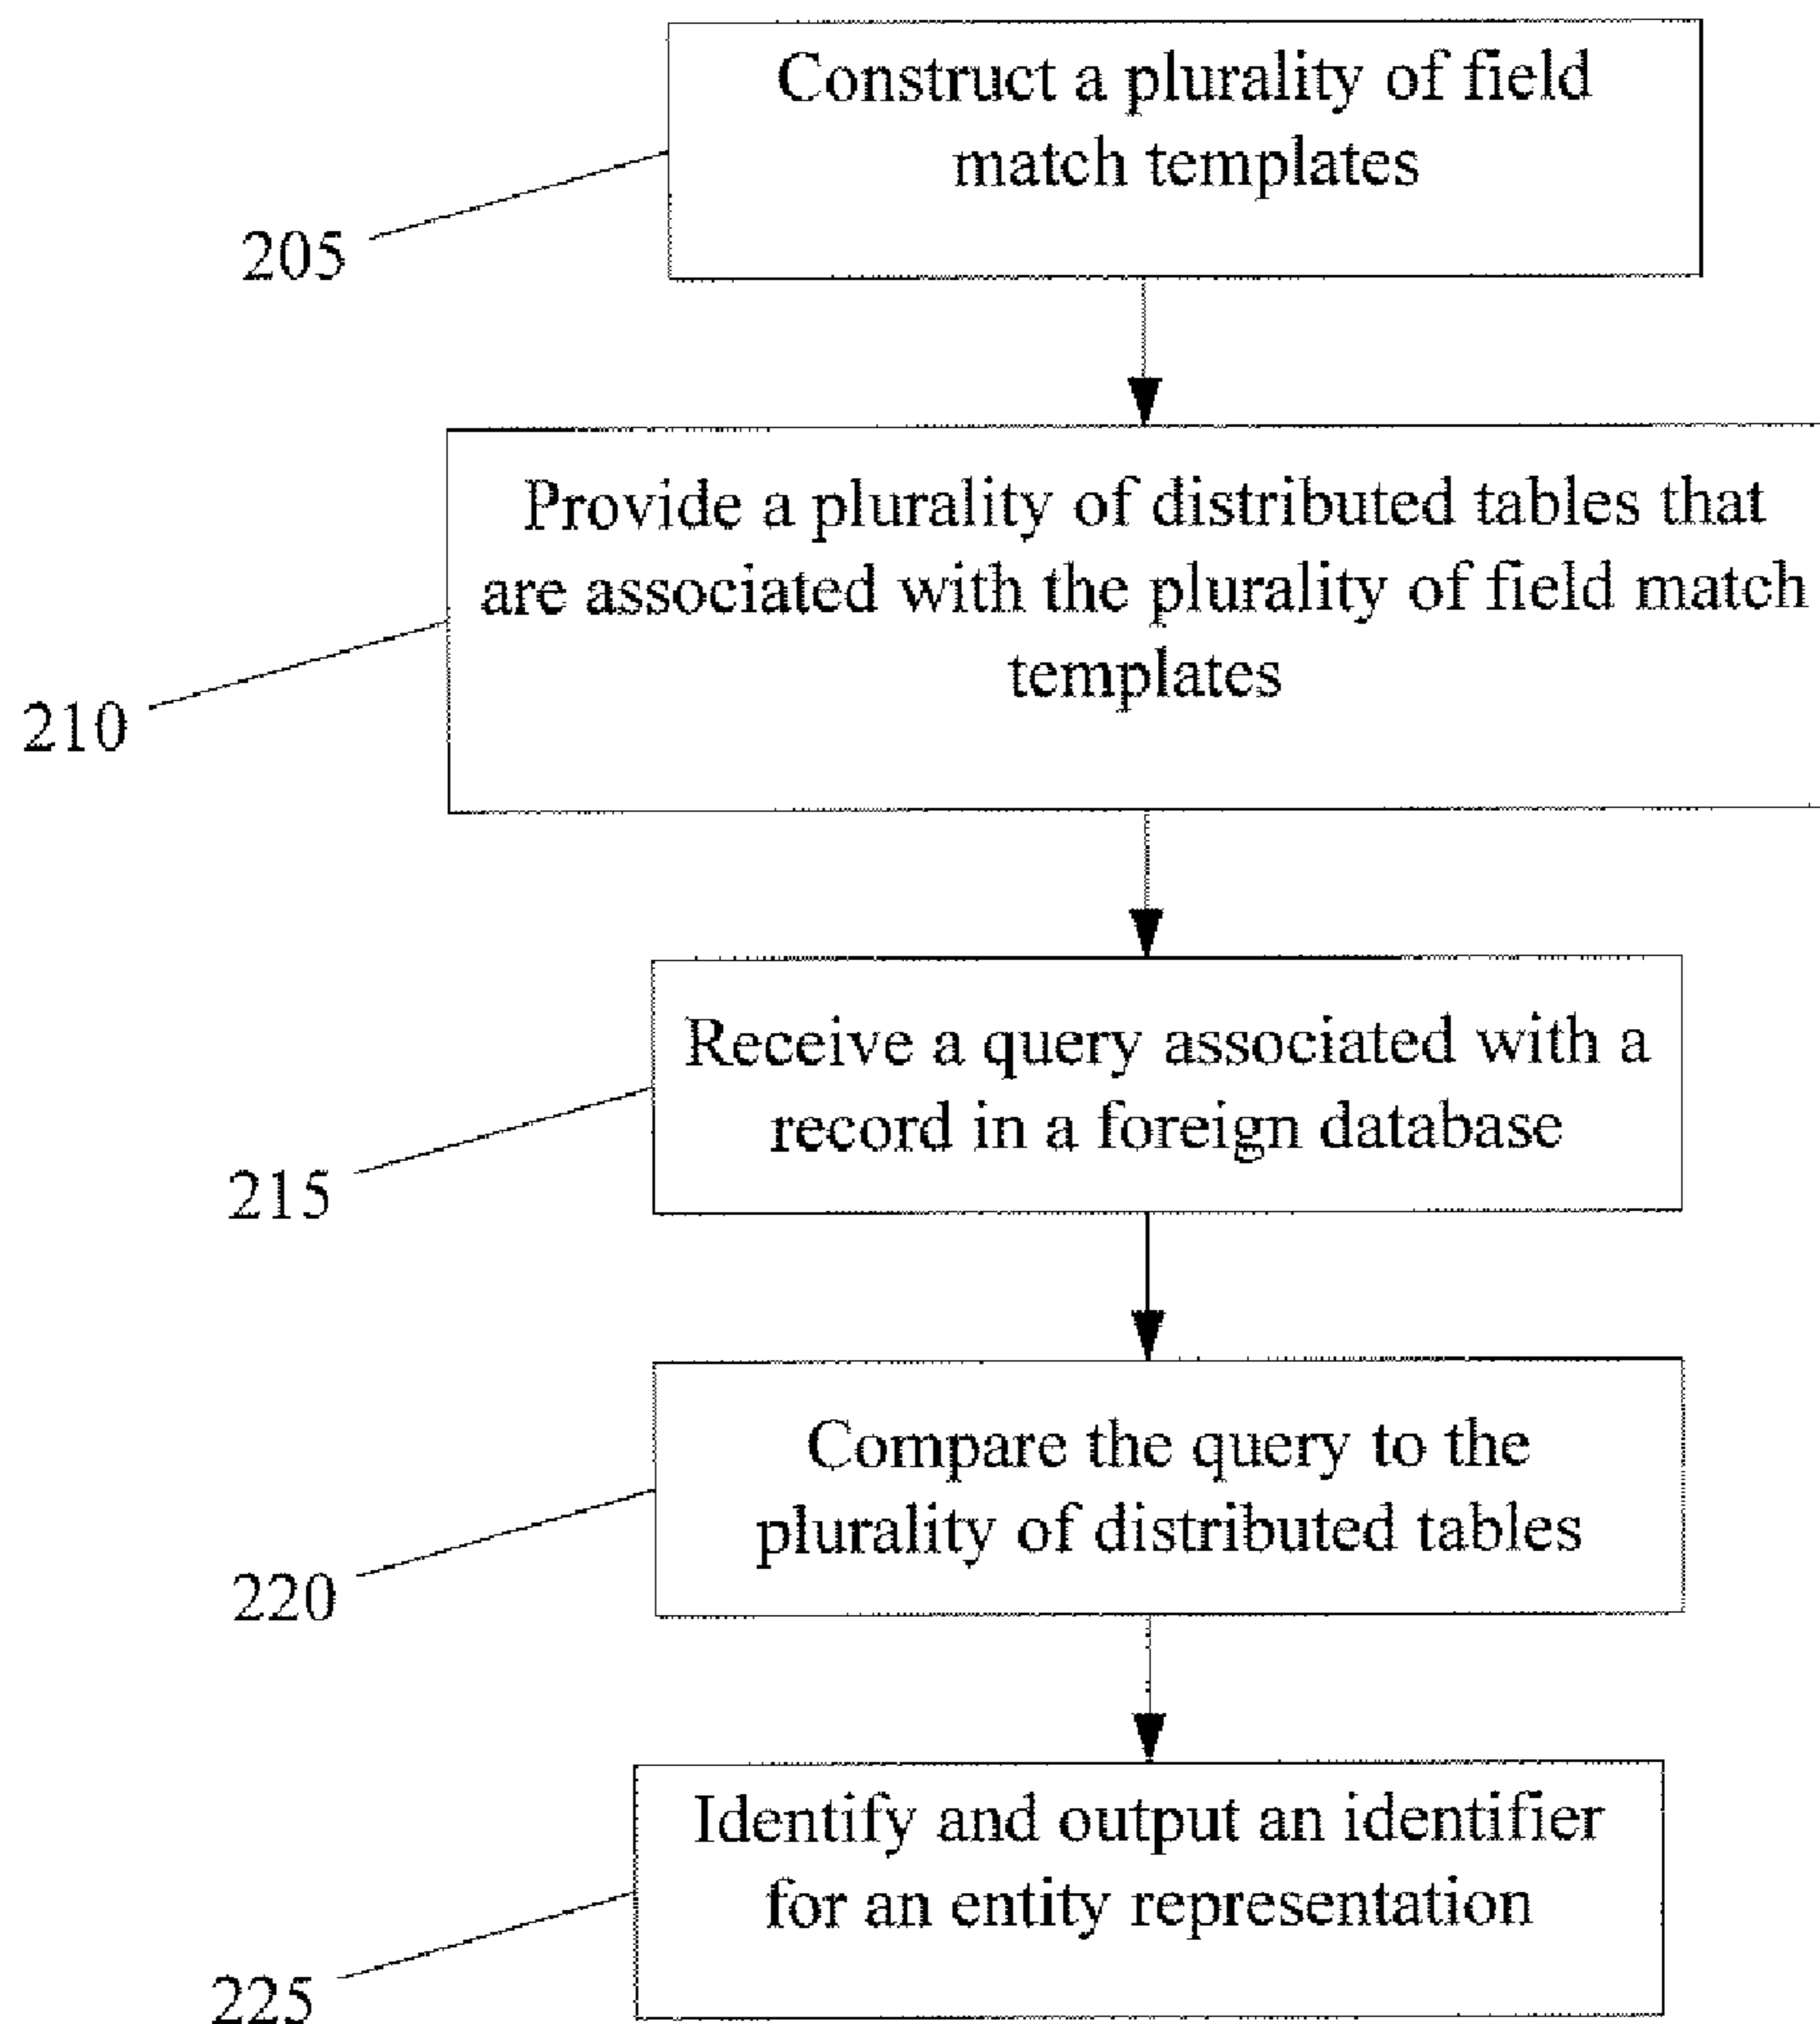 Construct a plurality of field
match templates
205
Provide a plurality of distributed tables that
are associated with the plurality of field match
templates
210
Receive a query associated with a
record in a foreign database
215
Compare the query to the
plurality of distributed tables
220
Identify and output an identifier
for an entity representation
225